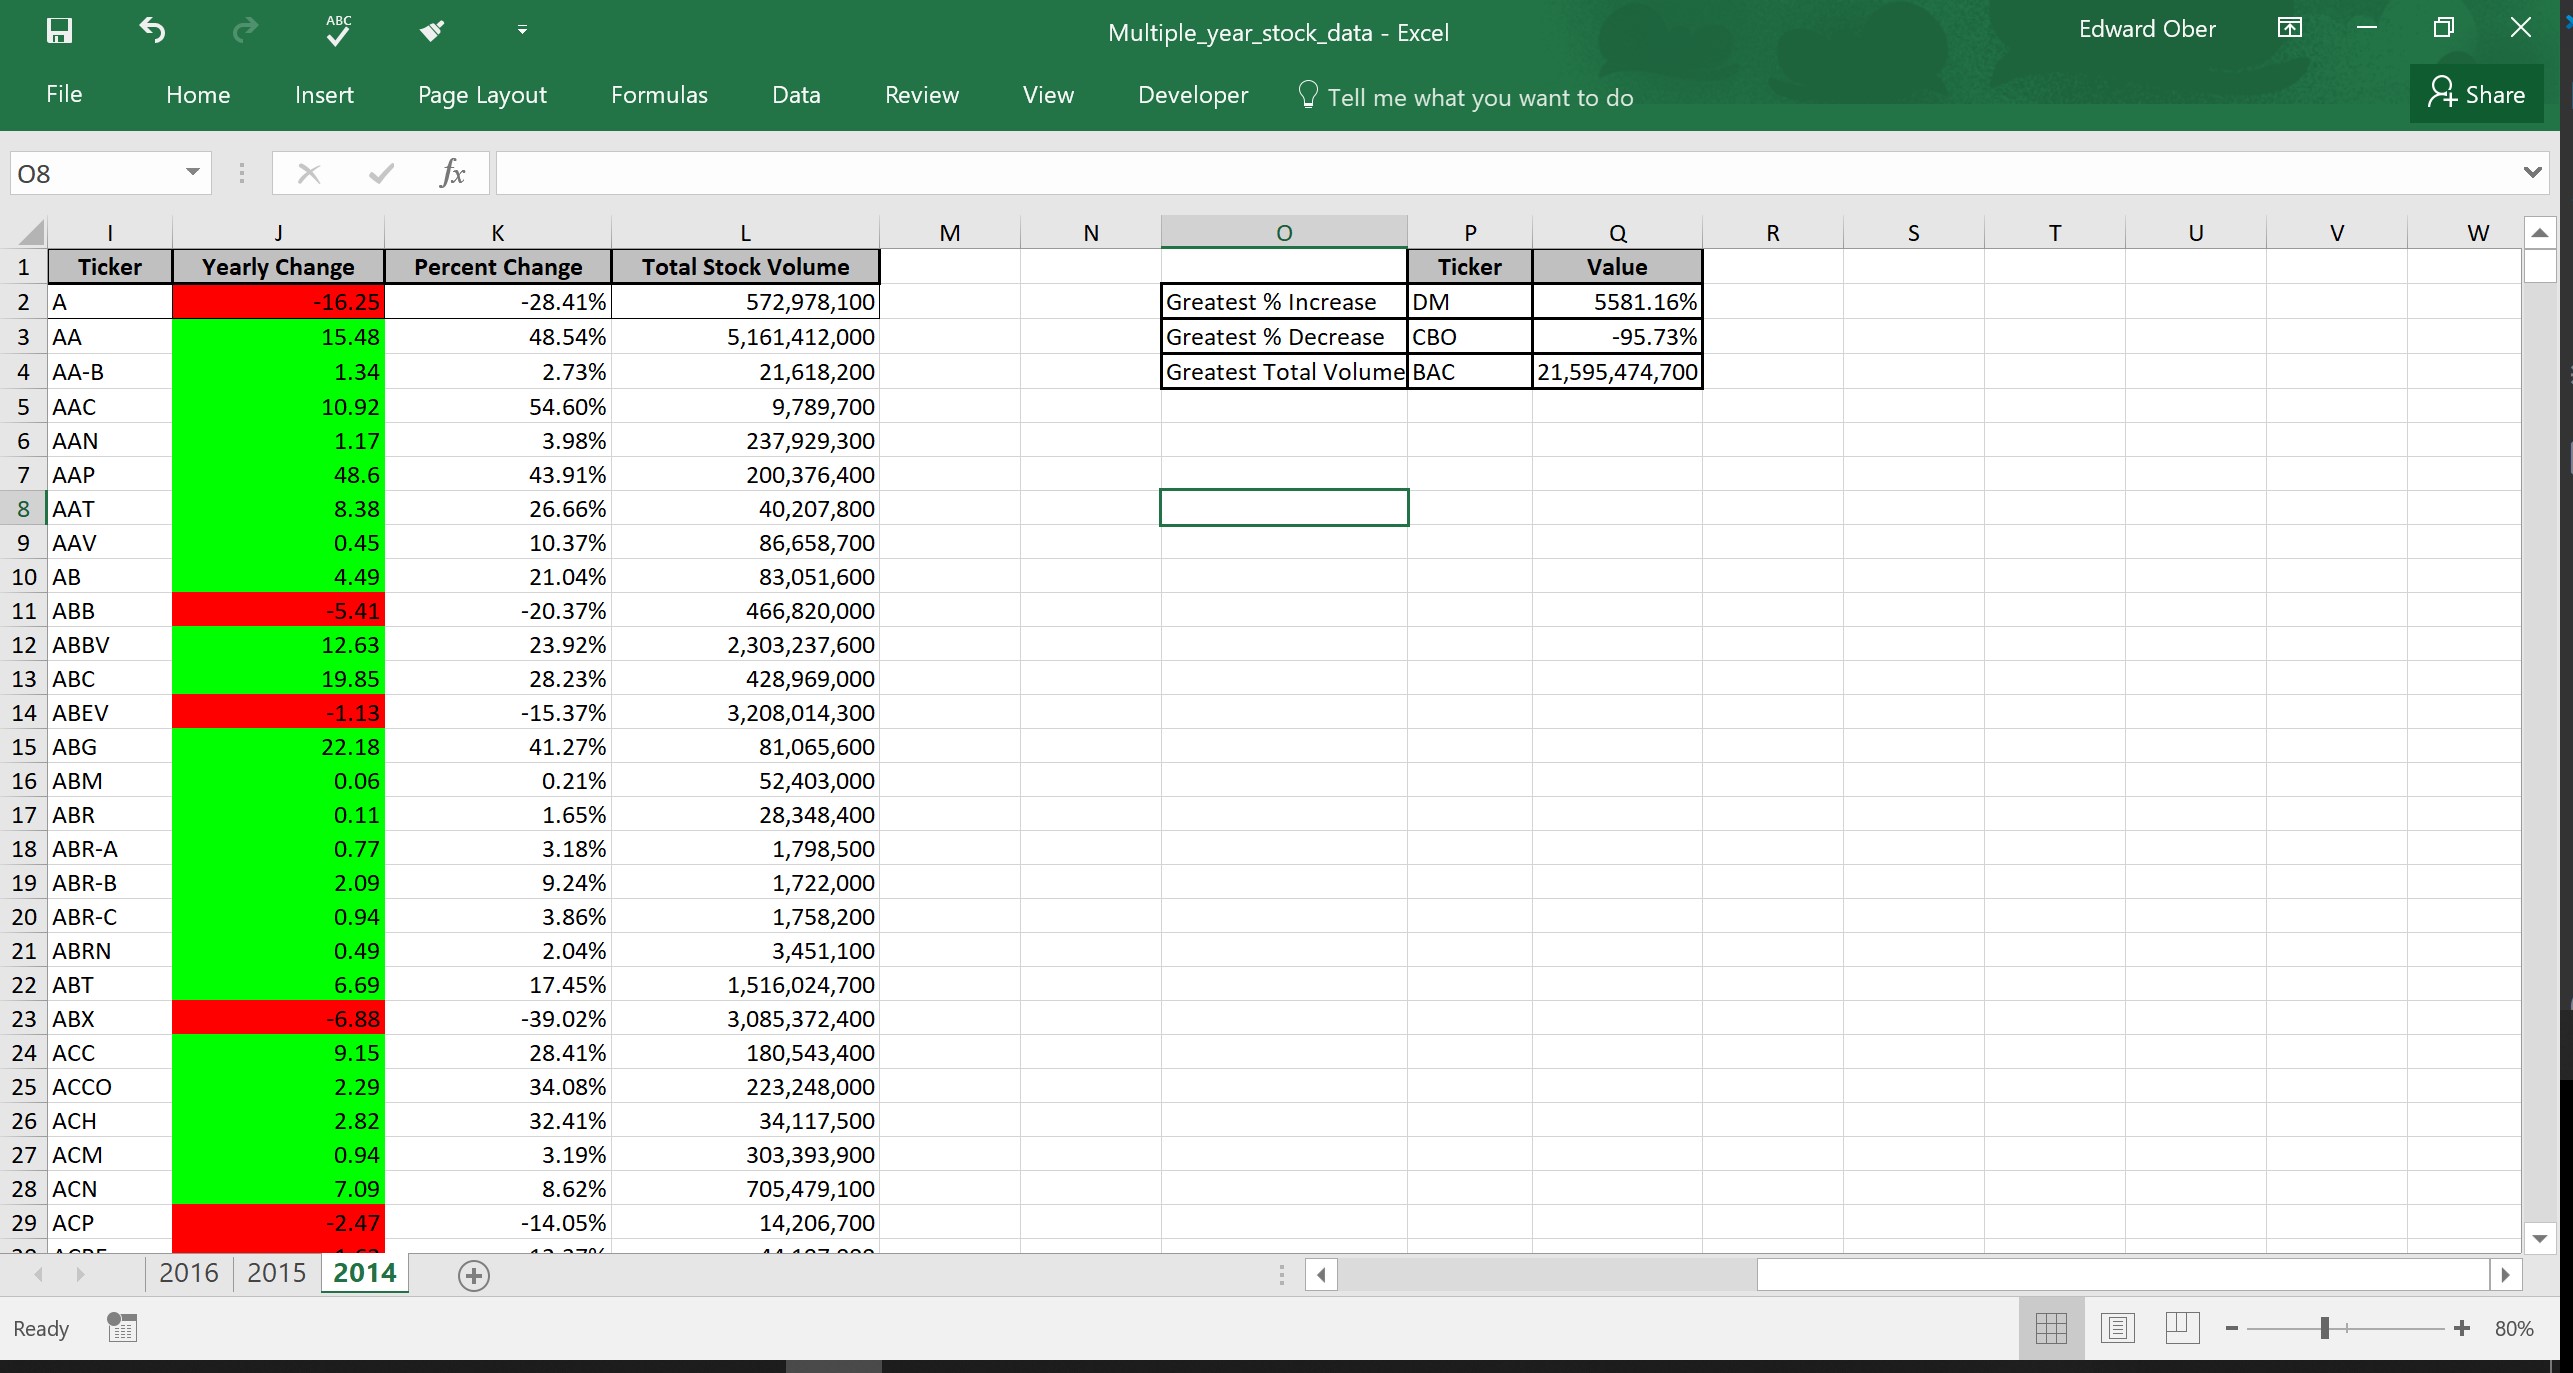 ABC
Multiple_year_stock_data - Excel
Edward Ober
File Home Insert Page Layout Formulas Data Review View Developer Tell me what you want to do Share
O8 fx
I J K L M N O P Q R S T U V W
1 Ticker Yearly Change Percent Change Total Stock Volume Ticker Value
2 A -16.25 -28.41% 572,978,100 Greatest % Increase DM 5581.16%
3 AA 15.48 48.54% 5,161,412,000 Greatest % Decrease CBO -95.73%
4 AA-B 1.34 2.73% 21,618,200 Greatest Total Volume BAC 21,595,474,700
5 AAC 10.92 54.60% 9,789,700
6 AAN 1.17 3.98% 237,929,300
7 AAP 48.6 43.91% 200,376,400
8 AAT 8.38 26.66% 40,207,800
9 AAV 0.45 10.37% 86,658,700
10 AB 4.49 21.04% 83,051,600
11 ABB -5.41 -20.37% 466,820,000
12 ABBV 12.63 23.92% 2,303,237,600
13 ABC 19.85 28.23% 428,969,000
14 ABEV -1.13 -15.37% 3,208,014,300
15 ABG 22.18 41.27% 81,065,600
16 ABM 0.06 0.21% 52,403,000
17 ABR 0.11 1.65% 28,348,400
18 ABR-A 0.77 3.18% 1,798,500
19 ABR-B 2.09 9.24% 1,722,000
20 ABR-C 0.94 3.86% 1,758,200
21 ABRN 0.49 2.04% 3,451,100
22 ABT 6.69 17.45% 1,516,024,700
23 ABX -6.88 -39.02% 3,085,372,400
24 ACC 9.15 28.41% 180,543,400
25 ACCO 2.29 34.08% 223,248,000
26 ACH 2.82 32.41% 34,117,500
27 ACM 0.94 3.19% 303,393,900
28 ACN 7.09 8.62% 705,479,100
29 ACP -2.47 -14.05% 14,206,700
2016 2015 2014
Ready 80%